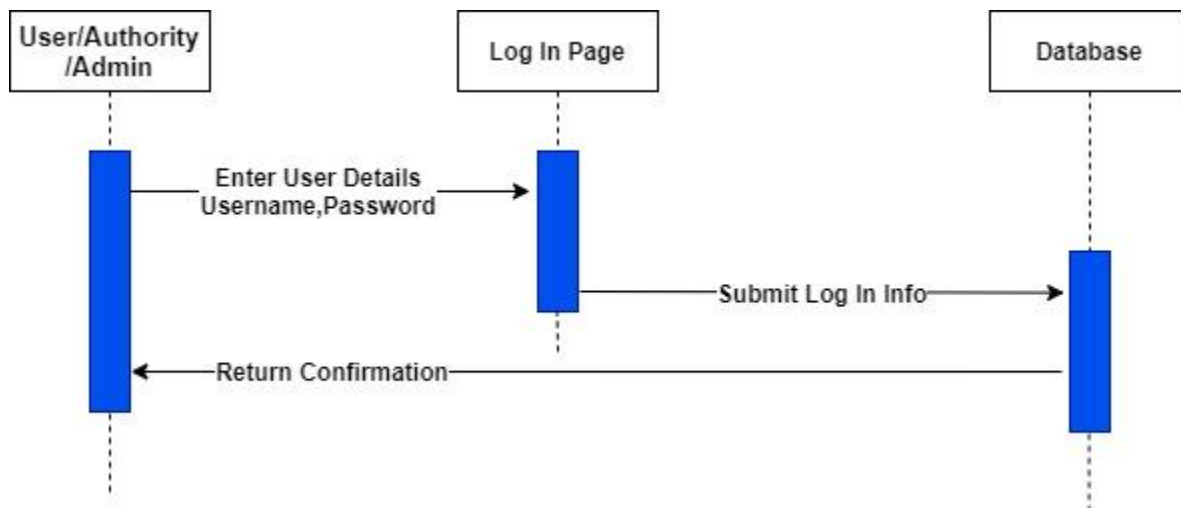 User/Authority
/Admin
Log In Page
Database
Enter User Details
Username,Password
Submit Log In Info
Return Confirmation